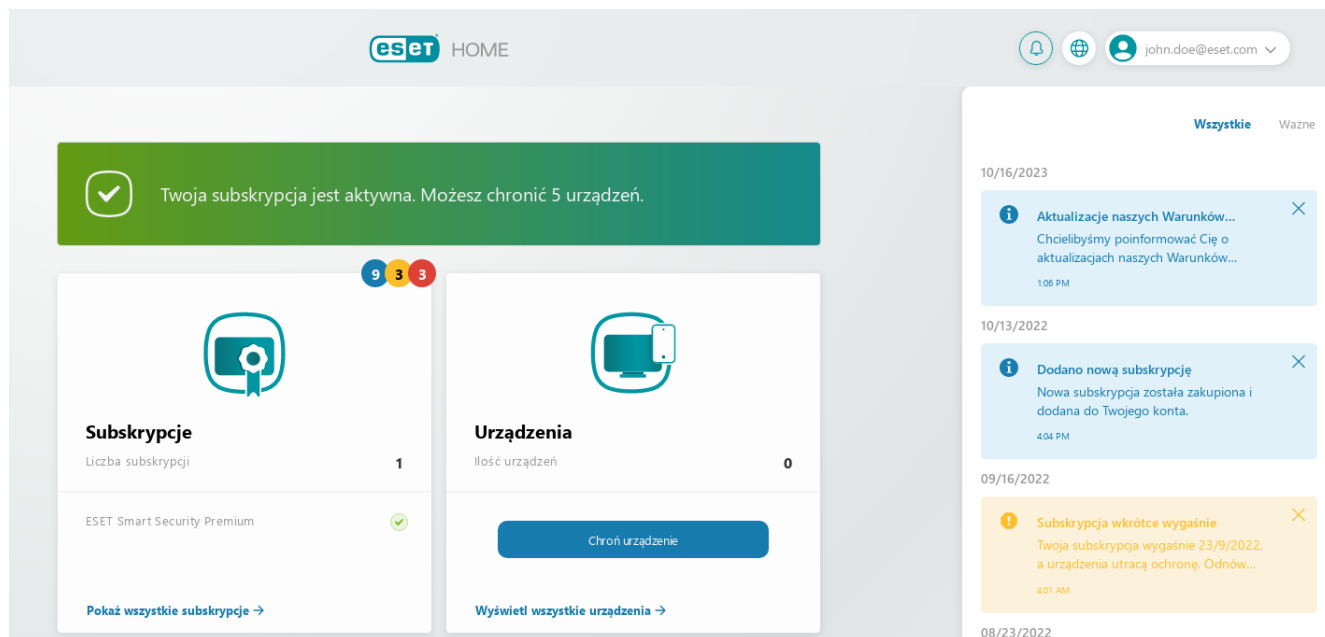 eset HOME
john.doe@eset.com
Twoja subskrypcja jest aktywna. Możesz chronić 5 urządzeń.
9 3 3
Subskrypcje
Liczba subskrypcji 1
ESET Smart Security Premium
Pokaż wszystkie subskrypcje
Urządzenia
Ilość urządzeń 0
Chroń urządzenie
Wyświetl wszystkie urządzenia
Wszystkie Ważne
10/16/2023
Aktualizacje naszych Warunków...
Chcielibyśmy poinformować Cię o
aktualizacjach naszych Warunków...
1:06 PM
10/13/2022
Dodano nową subskrypcję
Nowa subskrypcja została zakupiona i
dodana do Twojego konta.
4:04 PM
09/16/2022
Subskrypcja wkrótce wygaśnie
Twoja subskrypcja wygaśnie 23/9/2022,
a urządzenia utracą ochronę. Odnów...
4:01 AM
08/23/2022